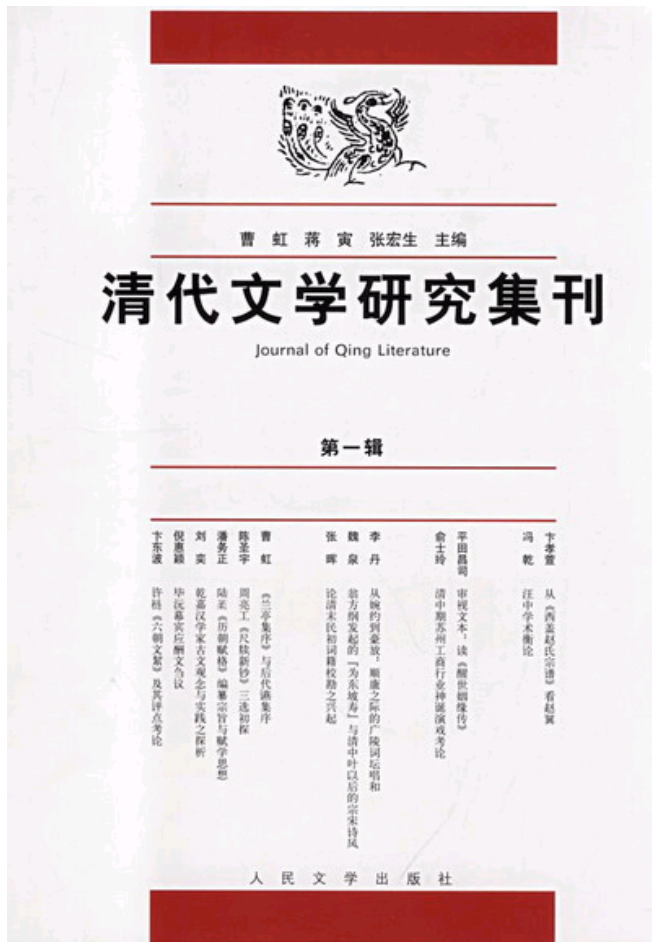 曹 虹 蒋 寅 张宏生 主编
清代文学研究集刊
Journal of Qing Literature
第一辑
卞孝萱 从《西盖赵氏宗谱》看赵翼
冯 乾 汪中学术衡论
平田昌司 审视文本：读《醒世姻缘传》
俞士玲 清中期苏州工商行业神诞演戏考论
李 丹 从婉约到豪放：顺康之际的广陵词坛唱和
魏 泉 翁方纲发起的“为东坡寿”与清中叶以后的宗宋诗风
张 晖 论清末民初词籍校勘之兴起
曹 虹 《兰亭集序》与后代讌集序
陈圣宇 周亮工《尺牍新钞》三选初探
潘务正 陆葇《历朝赋格》编纂宗旨与赋学思想
刘 奕 乾嘉汉学家古文观念与实践之探析
倪惠颖 毕沅幕宾应酬文刍议
卞东波 许梿《六朝文絜》及其评点考论
人民文学出版社